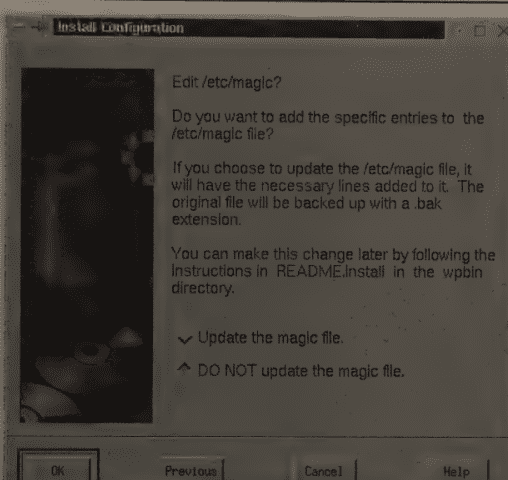 Install Configuration
Edit /etc/magic?
Do you want to add the specific entries to the
/etc/magic file?
If you choose to update the /etc/magic file, it
will have the necessary lines added to it. The
original file will be backed up with a .bak
extension.
You can make this change later by following the
instructions in README.install in the wpbin
directory.
Update the magic file.
DO NOT update the magic file.
OK
Previous
Cancel
Help